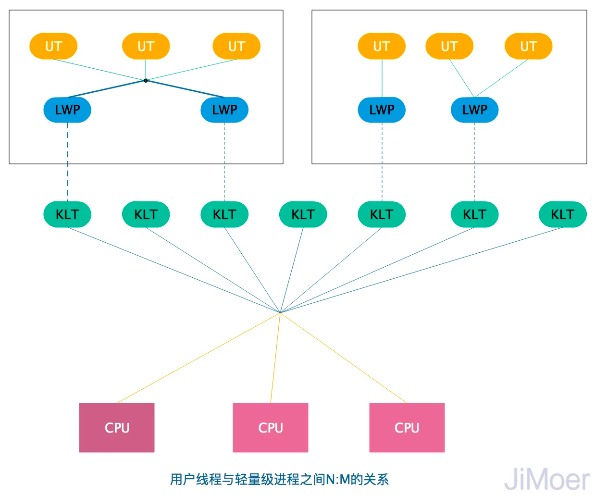 UT UT UT UT UT UT
LWP LWP LWP LWP
KLT KLT KLT KLT KLT KLT KLT
CPU CPU CPU
用户线程与轻量级进程之间N:M的关系
JiMoer